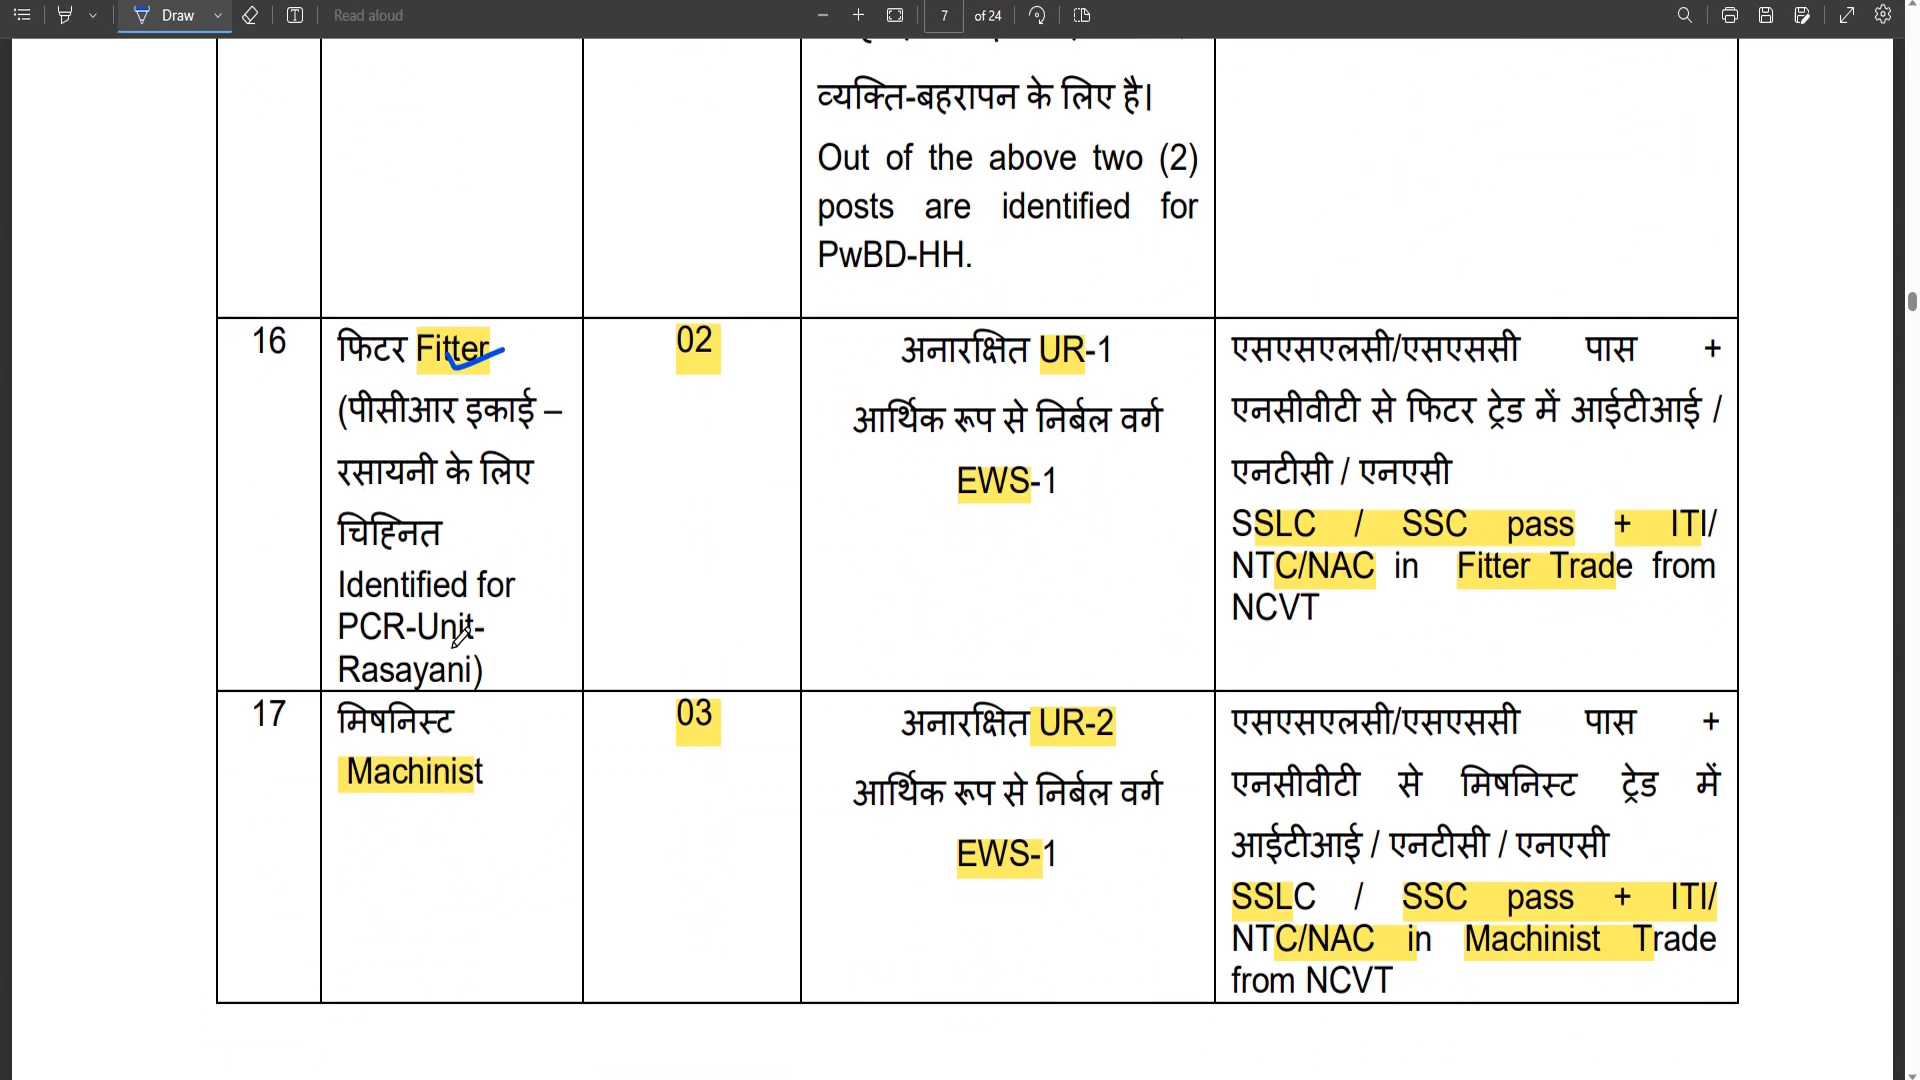 Draw
Read aloud
7 of 24
व्यक्ति-बहरापन के लिए है।
Out of the above two (2)
posts are identified for
PwBD-HH.
16
फिटर Fitter
(पीसीआर इकाई –
रसायनी के लिए
चिह्नित
Identified for
PCR-Unit-
Rasayani)
02
अनारक्षित UR-1
आर्थिक रूप से निर्बल वर्ग
EWS-1
एसएसएलसी/एसएससी पास +
एनसीवीटी से फिटर ट्रेड में आईटीआई /
एनटीसी / एनएसी
SSLC / SSC pass + ITI/
NTC/NAC in Fitter Trade from
NCVT
17
मिषनिस्ट
Machinist
03
अनारक्षित UR-2
आर्थिक रूप से निर्बल वर्ग
EWS-1
एसएसएलसी/एसएससी पास +
एनसीवीटी से मिषनिस्ट ट्रेड में
आईटीआई / एनटीसी / एनएसी
SSLC / SSC pass + ITI/
NTC/NAC in Machinist Trade
from NCVT